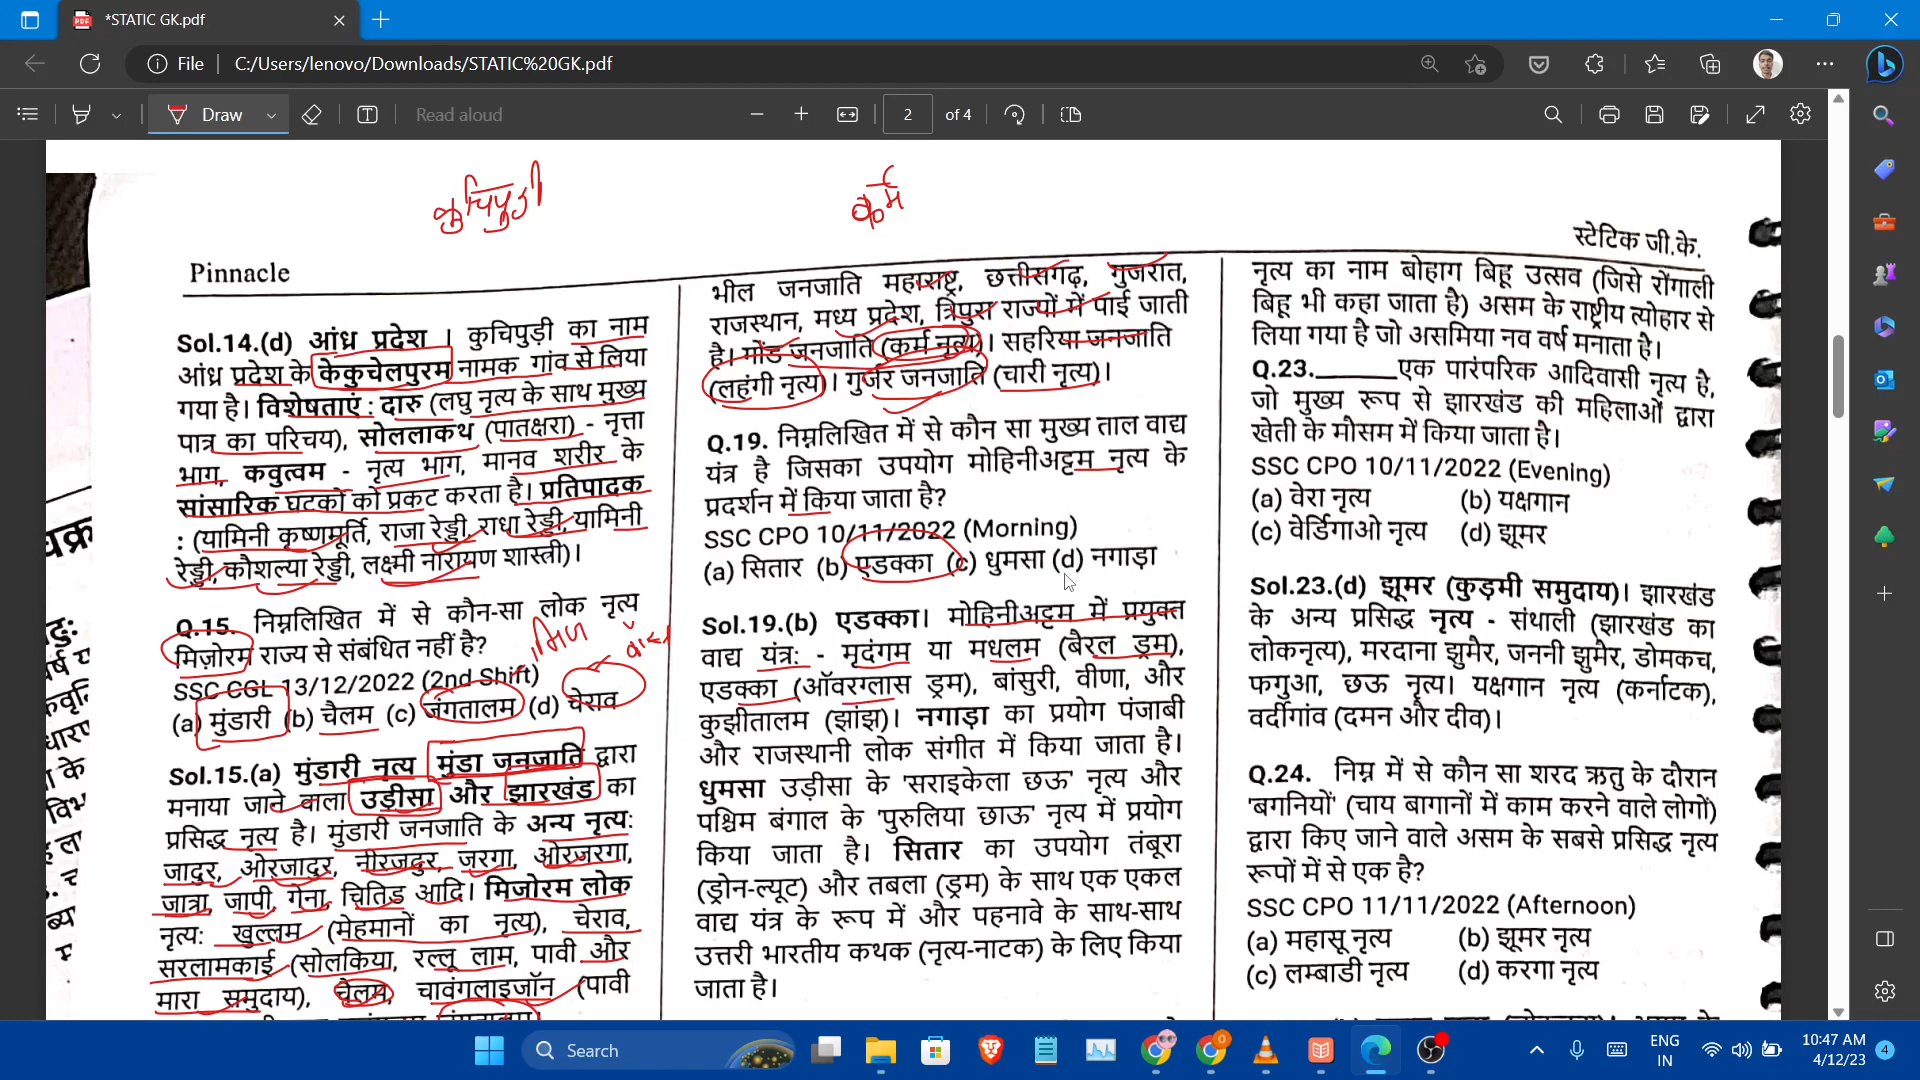 *STATIC GK.pdf
File
C:/Users/lenovo/Downloads/STATIC%20GK.pdf
Draw
Read aloud
2
of 4
कुचिपुड़ी
कर्म
स्टेटिक जी.के.
Pinnacle
Sol.14.(d) आंध्र प्रदेश । कुचिपुड़ी का नाम
आंध्र प्रदेश के केकुचेलपुरम नामक गांव से लिया
गया है। विशेषताएं : दारु (लघु नृत्य के साथ मुख्य
पात्र का परिचय), सोललाकथ (पातक्षरा) - नृत्ता
भाग, कवुत्वम - नृत्य भाग, मानव शरीर के
सांसारिक घटकों को प्रकट करता है। प्रतिपादक
: (यामिनी कृष्णमूर्ति, राजा रेड्डी, राधा रेड्डी, यामिनी
रेड्डी, कौशल्या रेड्डी, लक्ष्मी नारायण शास्त्री)।
Q.15. निम्नलिखित में से कौन-सा लोक नृत्य
मिज़ोरम राज्य से संबंधित नहीं है?
SSC CGL 13/12/2022 (2nd Shift)
(a) मुंडारी (b) चैलम (c) जंगतालम (d) चेराव
Sol.15.(a) मुंडारी नृत्य मुंडा जनजाति द्वारा
मनाया जाने वाला उड़ीसा और झारखंड का
प्रसिद्ध नृत्य है। मुंडारी जनजाति के अन्य नृत्य:
जादुर, ओरजादुर, नीरजदुर, जरगा, ओरजरगा,
जात्रा, जापी, गेना, चितिड आदि। मिजोरम लोक
नृत्य: खुल्लम (मेहमानों का नृत्य), चेराव,
सरलामकाई (सोलकिया, रल्लू लाम, पावी और
मारा समुदाय), चैलम, चावंगलाइजॉन (पावी
भील जनजाति महाराष्ट्र, छत्तीसगढ़, गुजरात,
राजस्थान, मध्य प्रदेश, त्रिपुरा राज्यों में पाई जाती
है। गोंड जनजाति (कर्म नृत्य)। सहरिया जनजाति
(लहंगी नृत्य)। गुर्जर जनजाति (चारी नृत्य)।
Q.19. निम्नलिखित में से कौन सा मुख्य ताल वाद्य
यंत्र है जिसका उपयोग मोहिनीअट्टम नृत्य के
प्रदर्शन में किया जाता है?
SSC CPO 10/11/2022 (Morning)
(a) सितार (b) एडक्का (c) धुमसा (d) नगाड़ा
Sol.19.(b) एडक्का। मोहिनीअट्टम में प्रयुक्त
वाद्य यंत्र: - मृदंगम या मधलम (बैरल ड्रम),
एडक्का (ऑवरग्लास ड्रम), बांसुरी, वीणा, और
कुझीतालम (झांझ)। नगाड़ा का प्रयोग पंजाबी
और राजस्थानी लोक संगीत में किया जाता है।
धुमसा उड़ीसा के 'सराइकेला छऊ' नृत्य और
पश्चिम बंगाल के 'पुरुलिया छाऊ' नृत्य में प्रयोग
किया जाता है। सितार का उपयोग तंबूरा
(ड्रोन-ल्यूट) और तबला (ड्रम) के साथ एक एकल
वाद्य यंत्र के रूप में और पहनावे के साथ-साथ
उत्तरी भारतीय कथक (नृत्य-नाटक) के लिए किया
जाता है।
नृत्य का नाम बोहाग बिहू उत्सव (जिसे रोंगाली
बिहू भी कहा जाता है) असम के राष्ट्रीय त्योहार से
लिया गया है जो असमिया नव वर्ष मनाता है।
Q.23.______एक पारंपरिक आदिवासी नृत्य है,
जो मुख्य रूप से झारखंड की महिलाओं द्वारा
खेती के मौसम में किया जाता है।
SSC CPO 10/11/2022 (Evening)
(a) वेरा नृत्य (b) यक्षगान
(c) वेर्डिगाओ नृत्य (d) झूमर
Sol.23.(d) झूमर (कुड़मी समुदाय)। झारखंड
के अन्य प्रसिद्ध नृत्य - संथाली (झारखंड का
लोकनृत्य), मरदाना झुमैर, जननी झुमैर, डोमकच,
फगुआ, छऊ नृत्य। यक्षगान नृत्य (कर्नाटक),
वर्दीगांव (दमन और दीव)।
Q.24. निम्न में से कौन सा शरद ऋतु के दौरान
'बगनियों' (चाय बागानों में काम करने वाले लोगों)
द्वारा किए जाने वाले असम के सबसे प्रसिद्ध नृत्य
रूपों में से एक है?
SSC CPO 11/11/2022 (Afternoon)
(a) महासू नृत्य (b) झूमर नृत्य
(c) लम्बाडी नृत्य (d) करगा नृत्य
Search
ENG
IN
10:47 AM
4/12/23
4